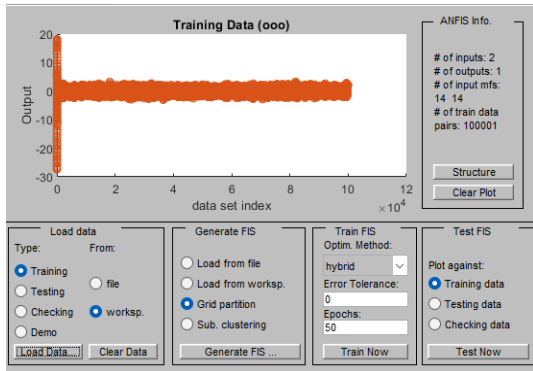 Training Data (ooo)
20
10
0
-10
-20
-30
Output
0
2
4
6
8
10
12
data set index
×10^4
ANFIS Info.
# of inputs: 2
# of outputs: 1
# of input mfs:
14 14
# of train data
pairs: 100001
Structure
Clear Plot
Load data
Type:
From:
Training
Testing
Checking
Demo
file
worksp.
Load Data...
Clear Data
Generate FIS
Load from file
Load from worksp.
Grid partition
Sub. clustering
Generate FIS ...
Train FIS
Optim. Method:
hybrid
Error Tolerance:
0
Epochs:
50
Train Now
Test FIS
Plot against:
Training data
Testing data
Checking data
Test Now